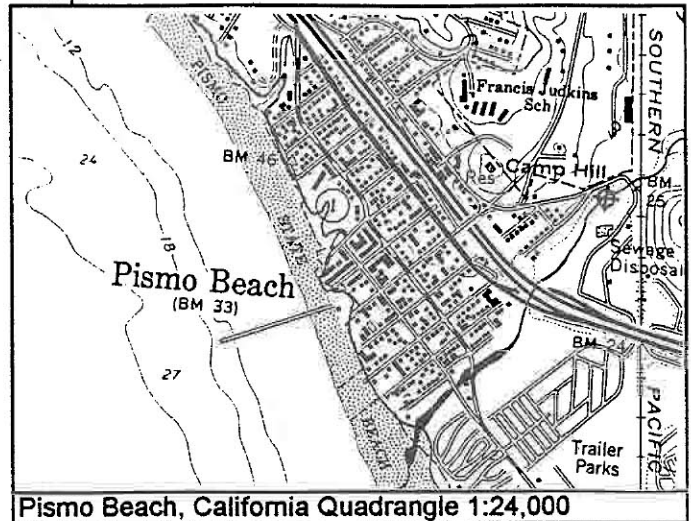 12
PISMO
SOUTHERN
Francis Judkins
Sch
24
BM 46
Res
Camp Hill
BM
25
18
STATE
Sewage
Disposal
Pismo Beach
(BM 33)
BM 24
27
BEACH
Trailer
Parks
PACIFIC
Pismo Beach, California Quadrangle 1:24,000